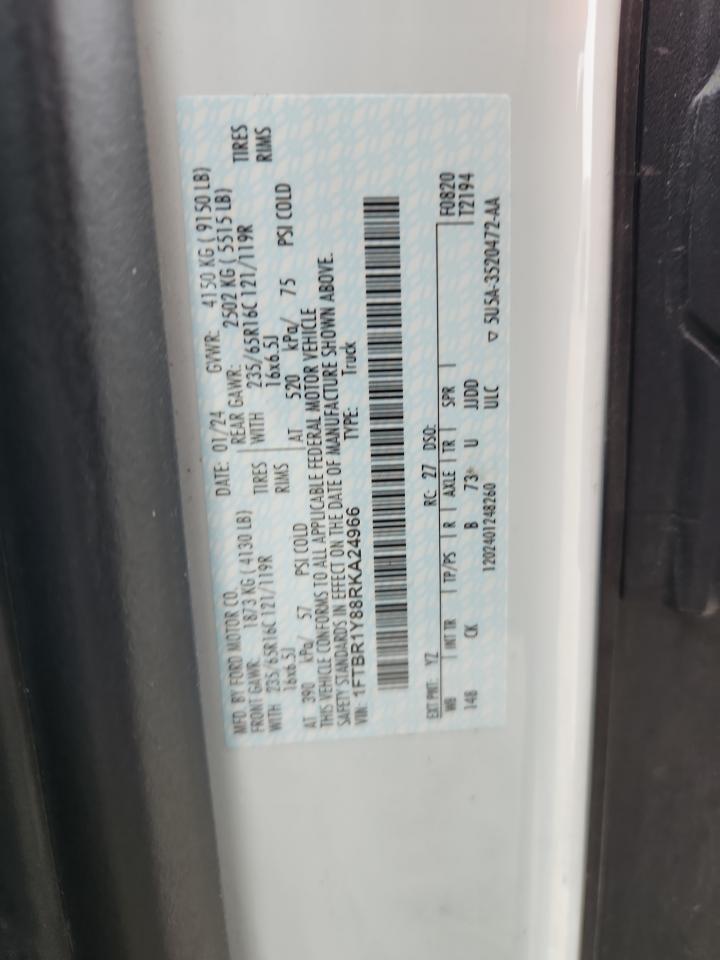 MFD. BY FORD MOTOR CO.
DATE: 01/24 GVWR: 4150 KG ( 9150 LB)
FRONT GAWR: 1873 KG ( 4130 LB) REAR GAWR: 2502 KG ( 5515 LB)
WITH 235/65R16C 121/119R TIRES WITH 235/65R16C 121/119R TIRES
16x6.5J RIMS 16x6.5J RIMS
AT 390 kPa/ 57 PSI COLD AT 520 kPa/ 75 PSI COLD
THIS VEHICLE CONFORMS TO ALL APPLICABLE FEDERAL MOTOR VEHICLE
SAFETY STANDARDS IN EFFECT ON THE DATE OF MANUFACTURE SHOWN ABOVE.
VIN: 1FTBR1Y88RKA24966 TYPE: Truck
EXT PNT: YZ RC: 27 DSO: F0820
WB INT TR TP/PS R AXLE TR SPR T2194
148 CK B 73* U JJDD
1202401248260 ULC ▽ 5U5A-3520472-AA